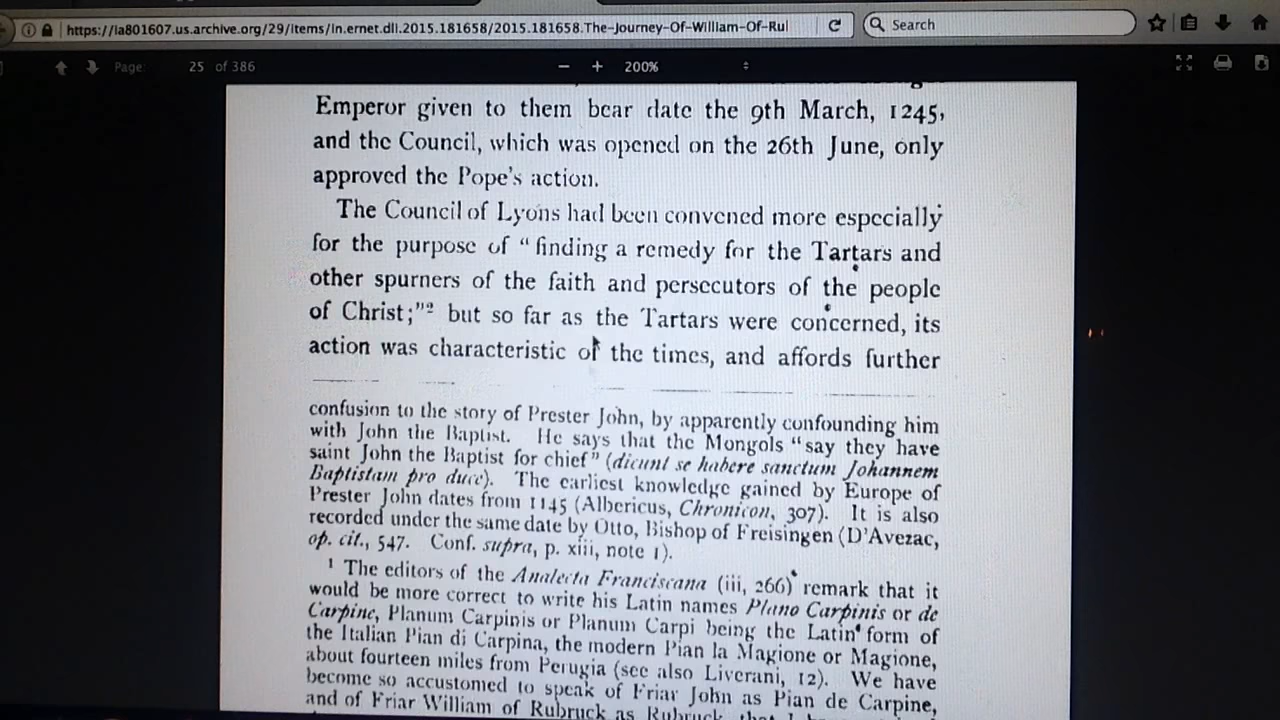 https://ia801607.us.archive.org/29/items/in.ernet.dli.2015.181658/2015.181658.The-Journey-Of-William-Of-Rul
Search
Page: 25 of 386 200%
Emperor given to them bear date the 9th March, 1245,
and the Council, which was opened on the 26th June, only
approved the Pope's action.
The Council of Lyons had been convened more especially
for the purpose of “ finding a remedy for the Tartars and
other spurners of the faith and persecutors of the people
of Christ;”² but so far as the Tartars were concerned, its
action was characteristic of the times, and affords further
confusion to the story of Prester John, by apparently confounding him
with John the Baptist. He says that the Mongols “say they have
saint John the Baptist for chief” (dicunt se habere sanctum Johannem
Baptistam pro duce). The earliest knowledge gained by Europe of
Prester John dates from 1145 (Albericus, Chronicon, 307). It is also
recorded under the same date by Otto, Bishop of Freisingen (D'Avezac,
op. cit., 547. Conf. supra, p. xiii, note 1).
¹ The editors of the Analecta Franciscana (iii, 266) remark that it
would be more correct to write his Latin names Plano Carpinis or de
Carpine, Planum Carpinis or Planum Carpi being the Latin form of
the Italian Pian di Carpina, the modern Pian la Magione or Magione,
about fourteen miles from Perugia (see also Liverani, 12). We have
become so accustomed to speak of Friar John as Pian de Carpine,
and of Friar William of Rubruck as Rubruck, that I